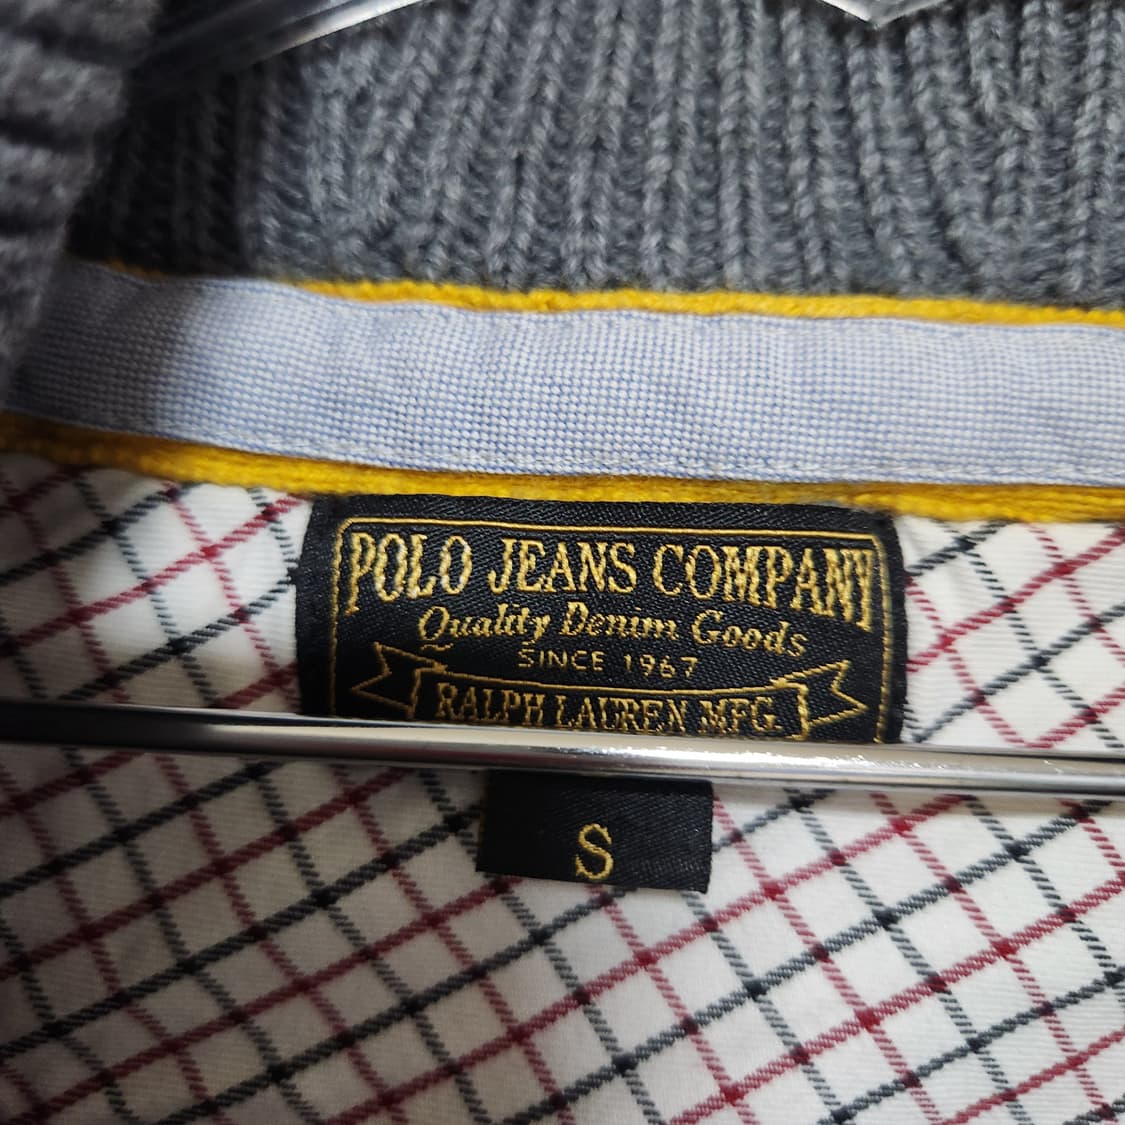 POLO JEANS COMPANY
Quality Denim Goods
SINCE 1967
RALPH LAUREN MFG.
S